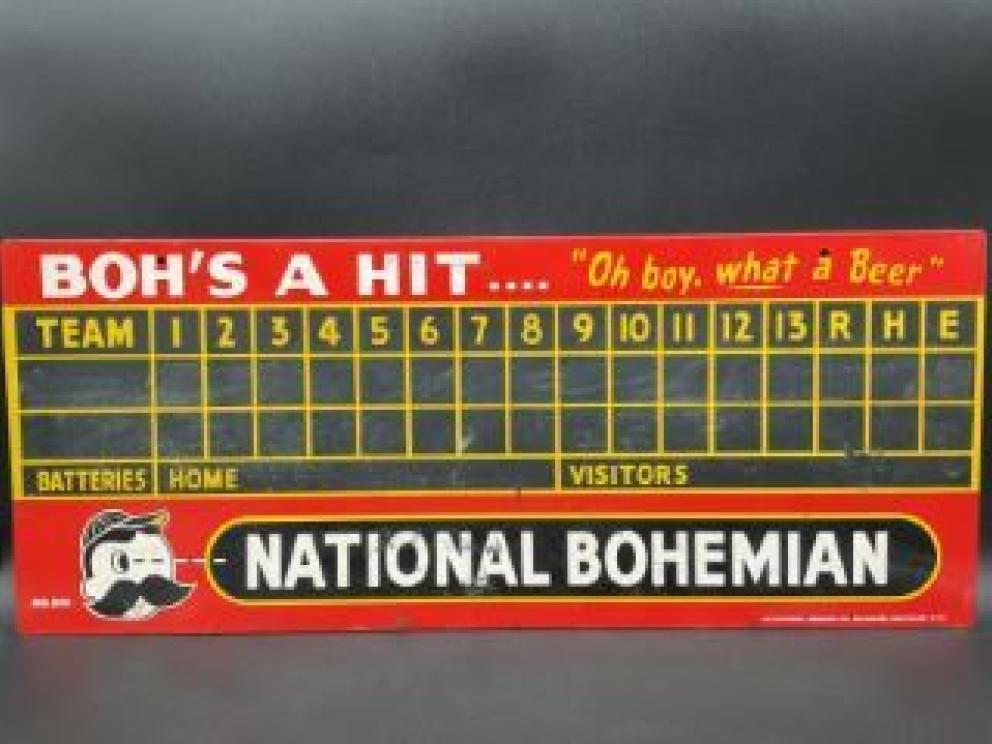 BOH'S A HIT.... "Oh boy, what a Beer"
TEAM 1 2 3 4 5 6 7 8 9 10 11 12 13 R H E
BATTERIES HOME VISITORS
NATIONAL BOHEMIAN